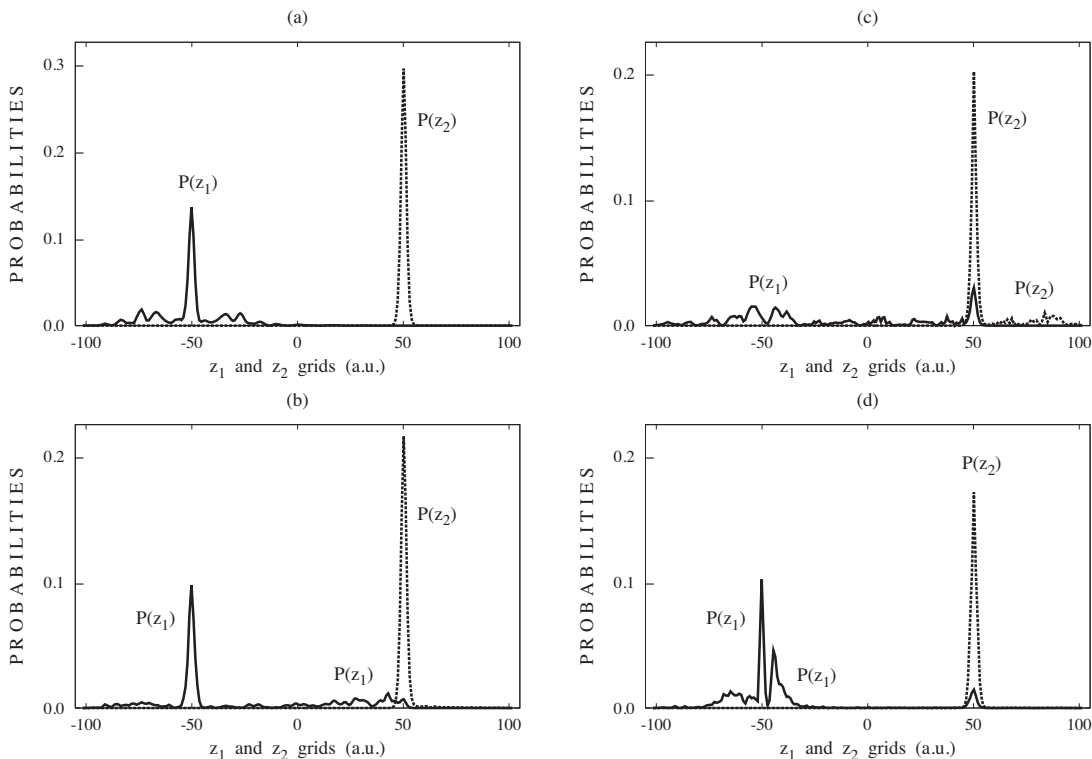 (a)
PROBABILITIES
0.3
0.2
0.1
0.0
P(z1)
P(z2)
-100 -50 0 50 100
z1 and z2 grids (a.u.)
(c)
PROBABILITIES
0.2
0.1
0.0
P(z1)
P(z2)
P(z2)
-100 -50 0 50 100
z1 and z2 grids (a.u.)
(b)
PROBABILITIES
0.2
0.1
0.0
P(z1)
P(z1)
P(z2)
-100 -50 0 50 100
z1 and z2 grids (a.u.)
(d)
PROBABILITIES
0.2
0.1
0.0
P(z2)
P(z1)
P(z1)
-100 -50 0 50 100
z1 and z2 grids (a.u.)